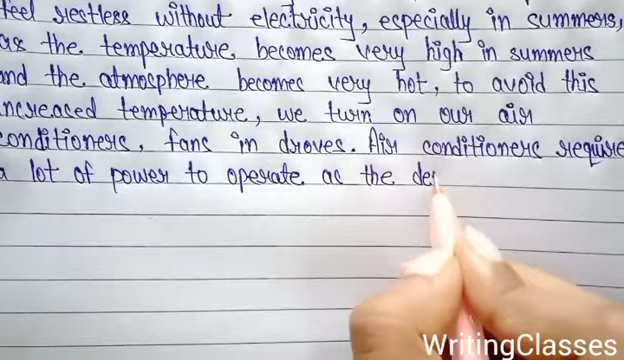 feel restless without electricity, especially in summers,
as the temperature becomes very high in summers
and the atmosphere becomes very hot, to avoid this
increased temperature, we turn on our air
conditioners, fans in droves. Air conditioners require
a lot of power to operate as the de
WritingClasses